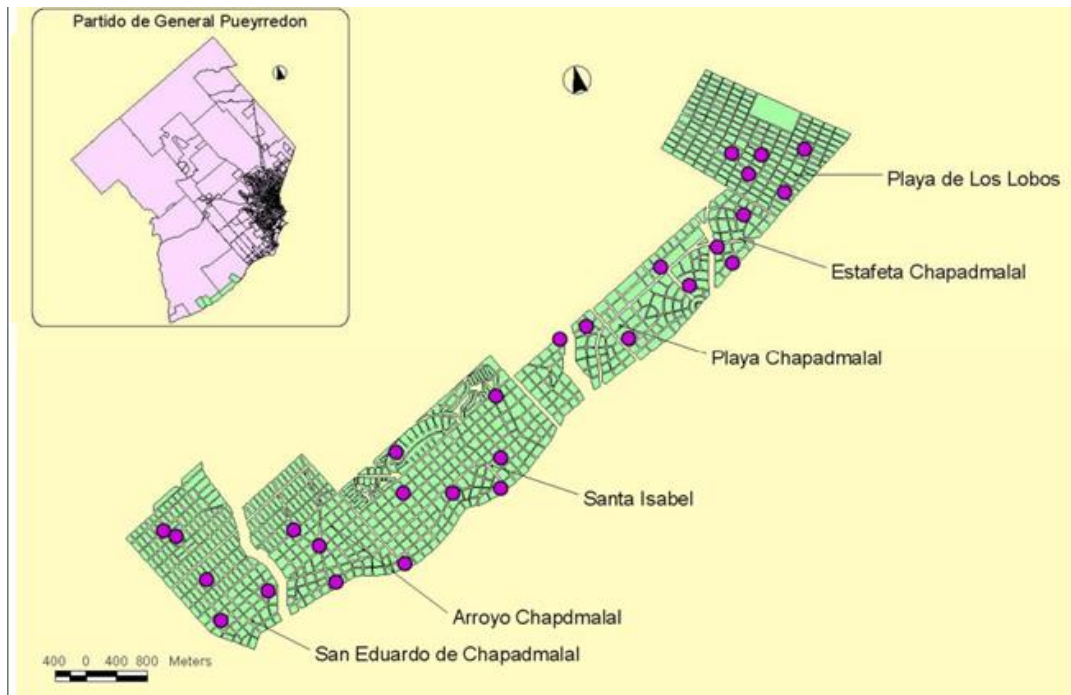 Partido de General Pueyrredon
Playa de Los Lobos
Estafeta Chapadmalal
Playa Chapadmalal
Santa Isabel
Arroyo Chapdmalal
San Eduardo de Chapadmalal
400 0 400 800 Meters